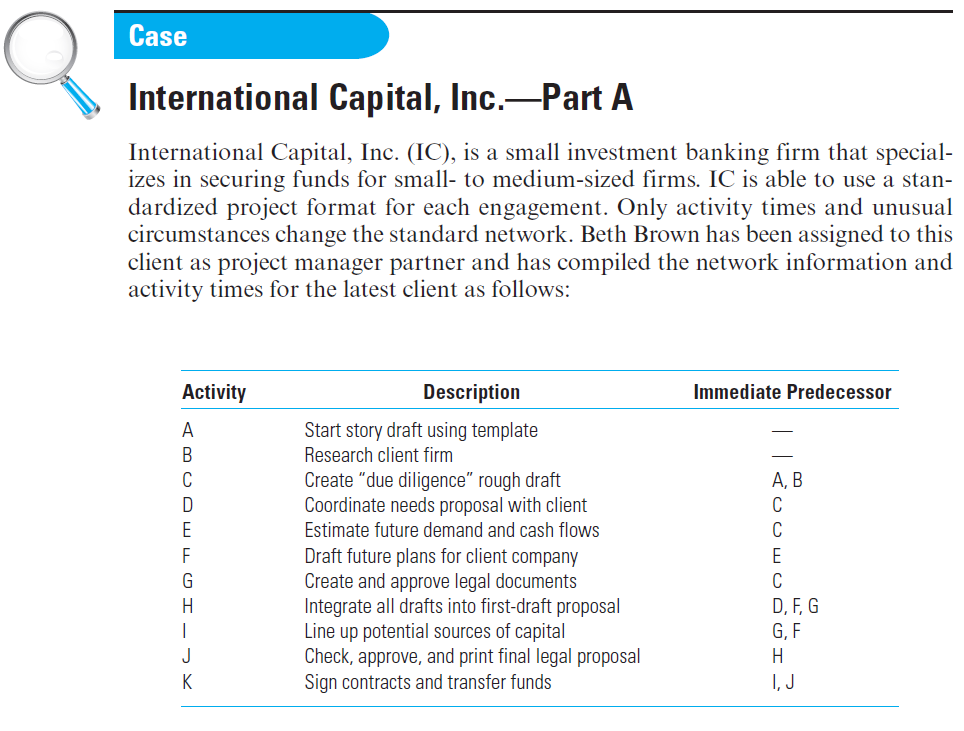 Case
International Capital, Inc.—Part A
International Capital, Inc. (IC), is a small investment banking firm that special-
izes in securing funds for small- to medium-sized firms. IC is able to use a stan-
dardized project format for each engagement. Only activity times and unusual
circumstances change the standard network. Beth Brown has been assigned to this
client as project manager partner and has compiled the network information and
activity times for the latest client as follows:
Activity Description Immediate Predecessor
A Start story draft using template —
B Research client firm —
C Create “due diligence” rough draft A, B
D Coordinate needs proposal with client C
E Estimate future demand and cash flows C
F Draft future plans for client company E
G Create and approve legal documents C
H Integrate all drafts into first-draft proposal D, F, G
I Line up potential sources of capital G, F
J Check, approve, and print final legal proposal H
K Sign contracts and transfer funds I, J